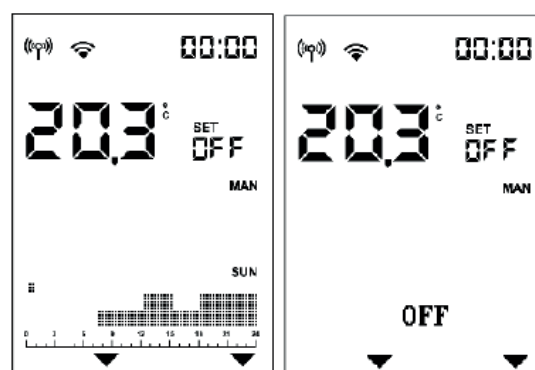 00:00
20.3 °C
SET
OFF
MAN
SUN
0 3 6 9 12 15 18 21 24
00:00
20.3 °C
SET
OFF
MAN
OFF